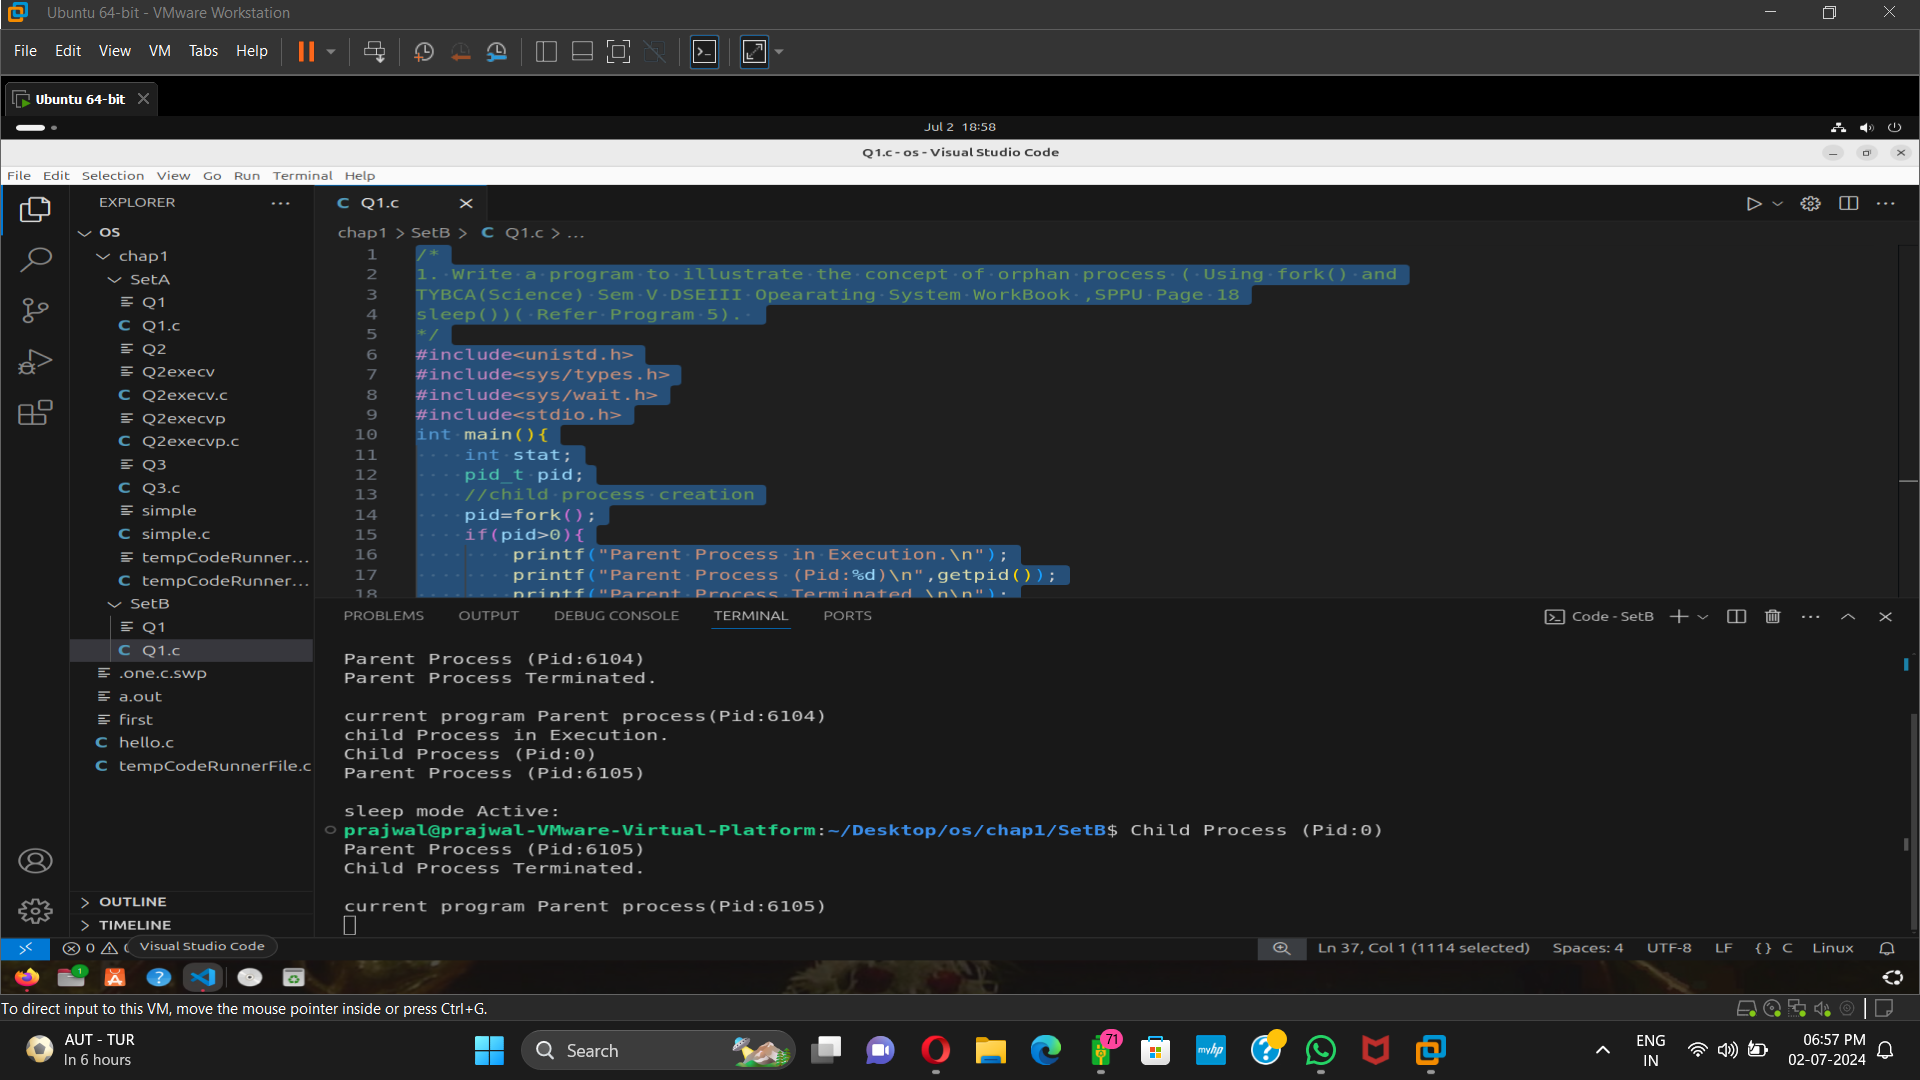 Ubuntu 64-bit - VMware Workstation
File Edit View VM Tabs Help
Ubuntu 64-bit
Jul 2 18:58
Q1.c - os - Visual Studio Code
File Edit Selection View Go Run Terminal Help
EXPLORER
OS
chap1
SetA
Q1
Q1.c
Q2
Q2execv
Q2execv.c
Q2execvp
Q2execvp.c
Q3
Q3.c
simple
simple.c
tempCodeRunner...
tempCodeRunner...
SetB
Q1
Q1.c
.one.c.swp
a.out
first
hello.c
tempCodeRunnerFile.c
OUTLINE
TIMELINE
Q1.c
chap1 > SetB > C Q1.c > ...
1 /*
2 1. Write a program to illustrate the concept of orphan process ( Using fork() and
3 TYBCA(Science) Sem V DSEIII Opearating System WorkBook ,SPPU Page 18
4 sleep())( Refer Program 5).
5 */
6 #include<unistd.h>
7 #include<sys/types.h>
8 #include<sys/wait.h>
9 #include<stdio.h>
10 int main(){
11 int stat;
12 pid_t pid;
13 //child process creation
14 pid=fork();
15 if(pid>0){
16 printf("Parent Process in Execution.\n");
17 printf("Parent Process (Pid:%d)\n",getpid());
18 printf("Parent Process Terminated.\n\n");
PROBLEMS OUTPUT DEBUG CONSOLE TERMINAL PORTS
Code - SetB
Parent Process (Pid:6104)
Parent Process Terminated.
current program Parent process(Pid:6104)
child Process in Execution.
Child Process (Pid:0)
Parent Process (Pid:6105)
sleep mode Active:
prajwal@prajwal-VMware-Virtual-Platform:~/Desktop/os/chap1/SetB$ Child Process (Pid:0)
Parent Process (Pid:6105)
Child Process Terminated.
current program Parent process(Pid:6105)
0
Visual Studio Code
Ln 37, Col 1 (1114 selected) Spaces: 4 UTF-8 LF {} C Linux
To direct input to this VM, move the mouse pointer inside or press Ctrl+G.
AUT - TUR
In 6 hours
Search
71
myhp
ENG
IN
06:57 PM
02-07-2024